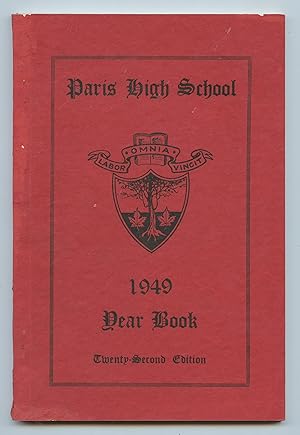 Paris High School
OMNIA
LABOR VINCIT
1949
Year Book
Twenty-Second Edition